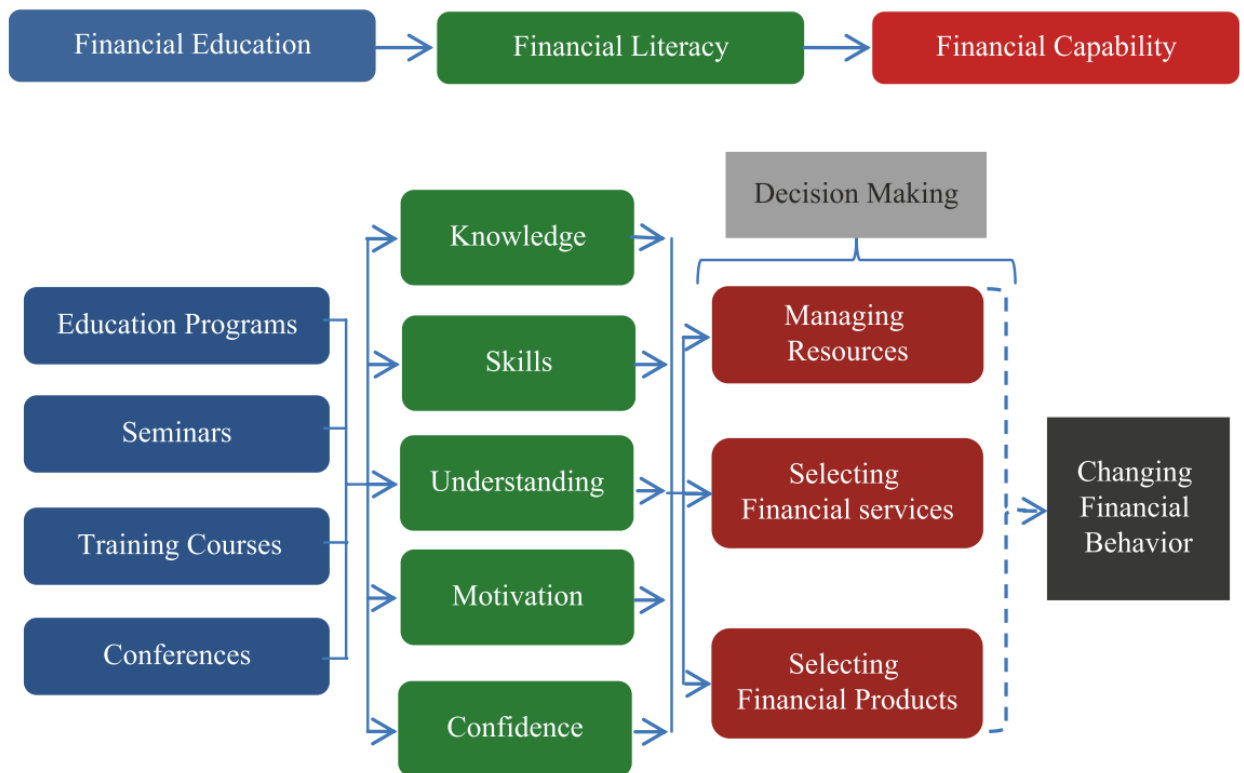 Financial Education
Financial Literacy
Financial Capability
Decision Making
Education Programs
Seminars
Training Courses
Conferences
Knowledge
Skills
Understanding
Motivation
Confidence
Managing
Resources
Selecting
Financial services
Selecting
Financial Products
Changing
Financial
Behavior